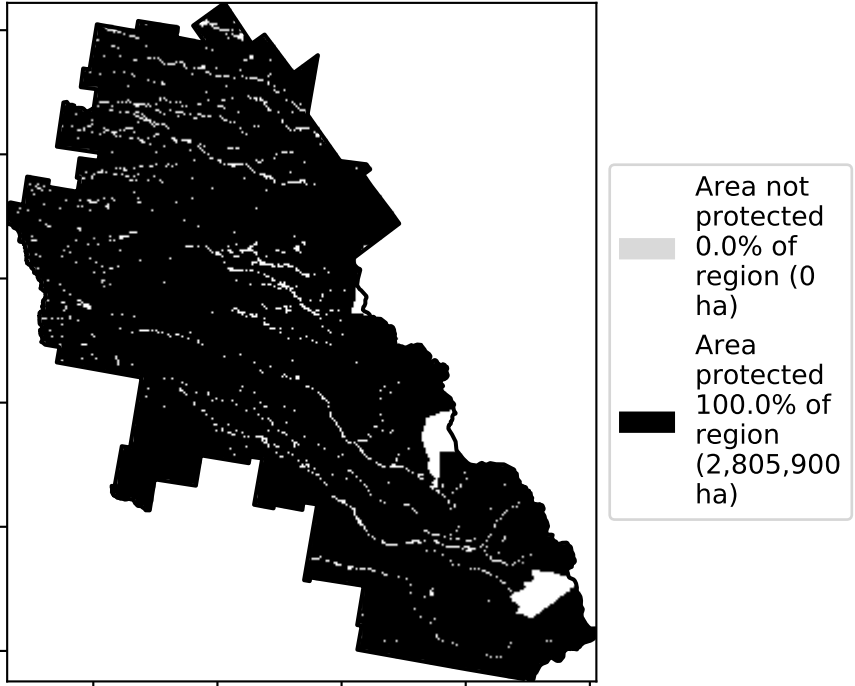 Area not
protected
0.0% of
region (0
ha)
Area
protected
100.0% of
region
(2,805,900
ha)